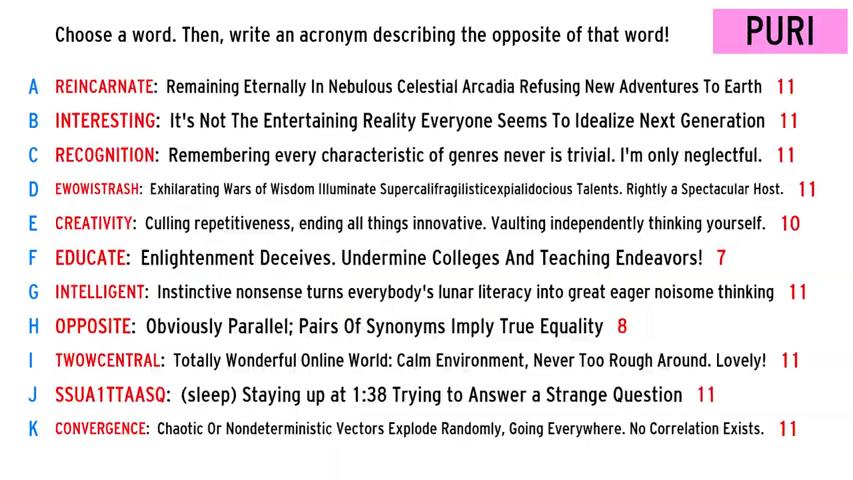 Choose a word. Then, write an acronym describing the opposite of that word!
PURI
A REINCARNATE: Remaining Eternally In Nebulous Celestial Arcadia Refusing New Adventures To Earth 11
B INTERESTING: It's Not The Entertaining Reality Everyone Seems To Idealize Next Generation 11
C RECOGNITION: Remembering every characteristic of genres never is trivial. I'm only neglectful. 11
D EWOWISTRASH: Exhilarating Wars of Wisdom Illuminate Supercalifragilisticexpialidocious Talents. Rightly a Spectacular Host. 11
E CREATIVITY: Culling repetitiveness, ending all things innovative. Vaulting independently thinking yourself. 10
F EDUCATE: Enlightenment Deceives. Undermine Colleges And Teaching Endeavors! 7
G INTELLIGENT: Instinctive nonsense turns everybody's lunar literacy into great eager noisome thinking 11
H OPPOSITE: Obviously Parallel; Pairs Of Synonyms Imply True Equality 8
I TWOWCENTRAL: Totally Wonderful Online World: Calm Environment, Never Too Rough Around. Lovely! 11
J SSUA1TTAASQ: (sleep) Staying up at 1:38 Trying to Answer a Strange Question 11
K CONVERGENCE: Chaotic Or Nondeterministic Vectors Explode Randomly, Going Everywhere. No Correlation Exists. 11